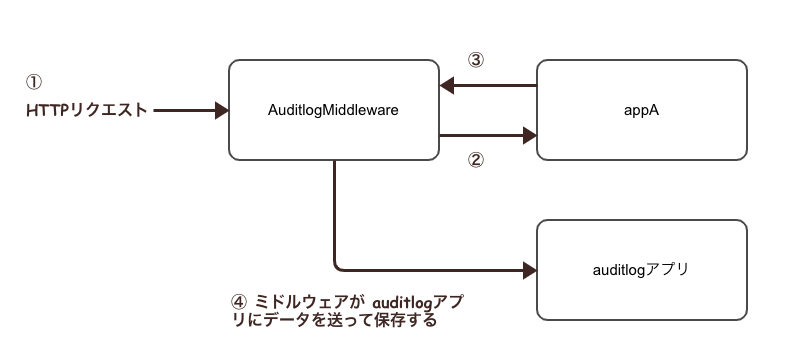 ①
HTTPリクエスト
AuditlogMiddleware
③
②
appA
auditlogアプリ
④ ミドルウェアが auditlogアプ
リにデータを送って保存する